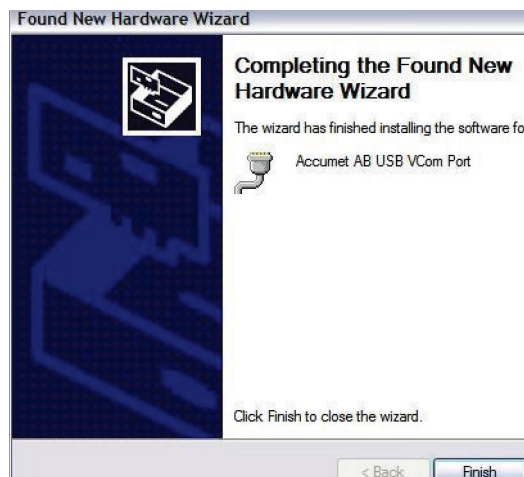 Found New Hardware Wizard
Completing the Found New
Hardware Wizard
The wizard has finished installing the software fo
Accumet AB USB VCom Port
Click Finish to close the wizard.
< Back
Finish